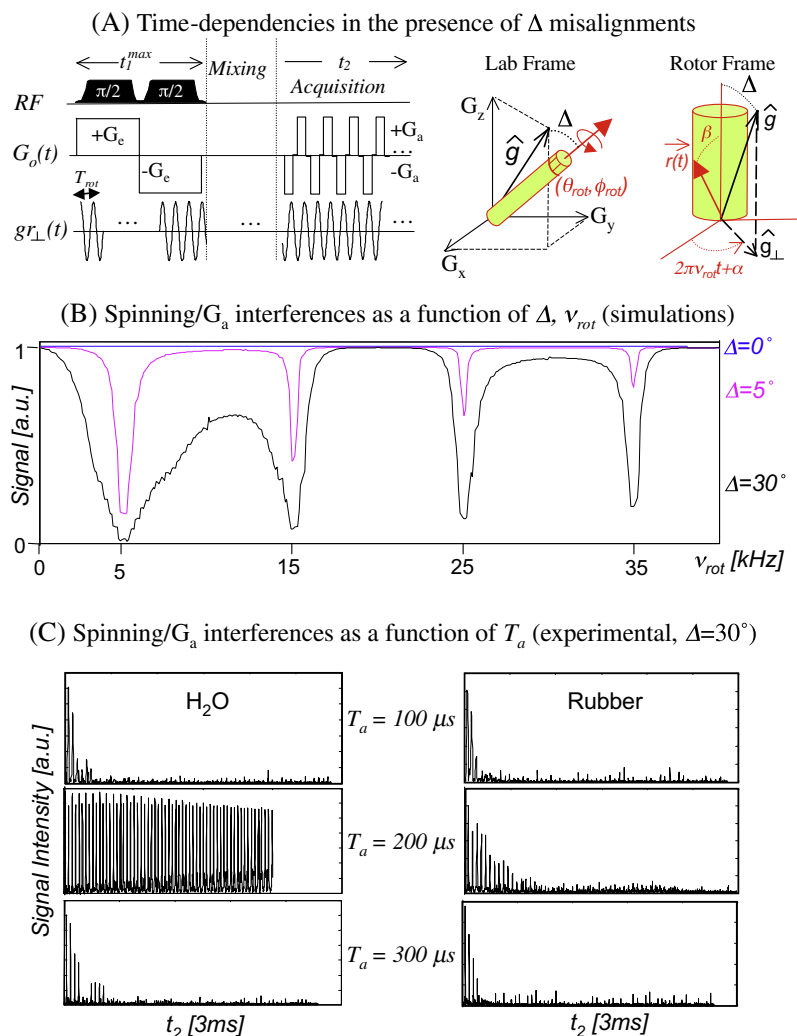 (A) Time-dependencies in the presence of Δ misalignments
t₁ᵐᵃˣ
Mixing
t₂
Acquisition
RF
π/2
π/2
Gₒ(t)
+Gₑ
-Gₑ
+Gₐ
...
-Gₐ
Tᵣₒₜ
gr⊥(t)
...
...
...
Lab Frame
G_z
Δ
ĝ
(θᵣₒₜ, ϕᵣₒₜ)
G_y
Gₓ
Rotor Frame
Δ
ĝ
β
r(t)
ĝ⊥
2πνᵣₒₜt+α
(B) Spinning/Gₐ interferences as a function of Δ, νᵣₒₜ (simulations)
Signal [a.u.]
1
0
Δ=0°
Δ=5°
Δ=30°
0
5
15
25
35
νᵣₒₜ [kHz]
(C) Spinning/Gₐ interferences as a function of Tₐ (experimental, Δ=30°)
Signal Intensity [a.u.]
H₂O
Rubber
Tₐ = 100 μs
Tₐ = 200 μs
Tₐ = 300 μs
t₂ [3ms]
t₂ [3ms]